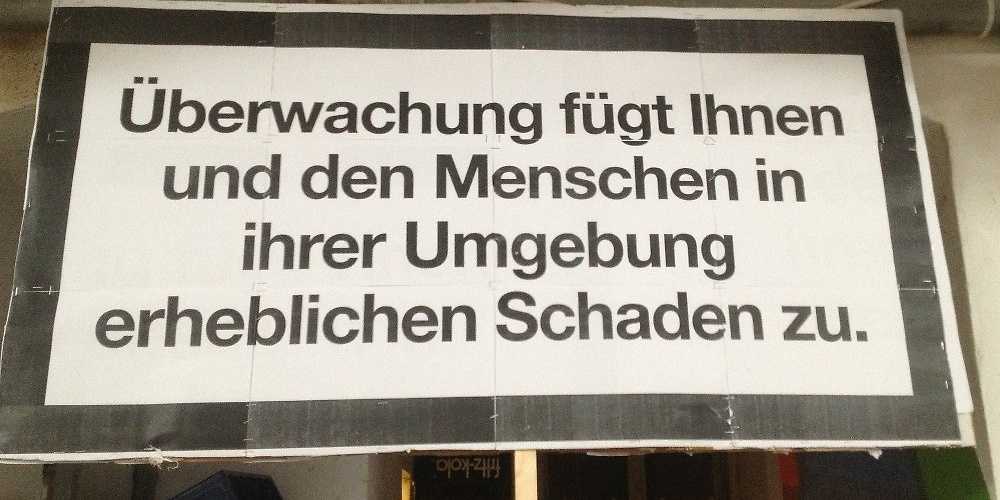 Überwachung fügt Ihnen
und den Menschen in
ihrer Umgebung
erheblichen Schaden zu.
fritz-kola